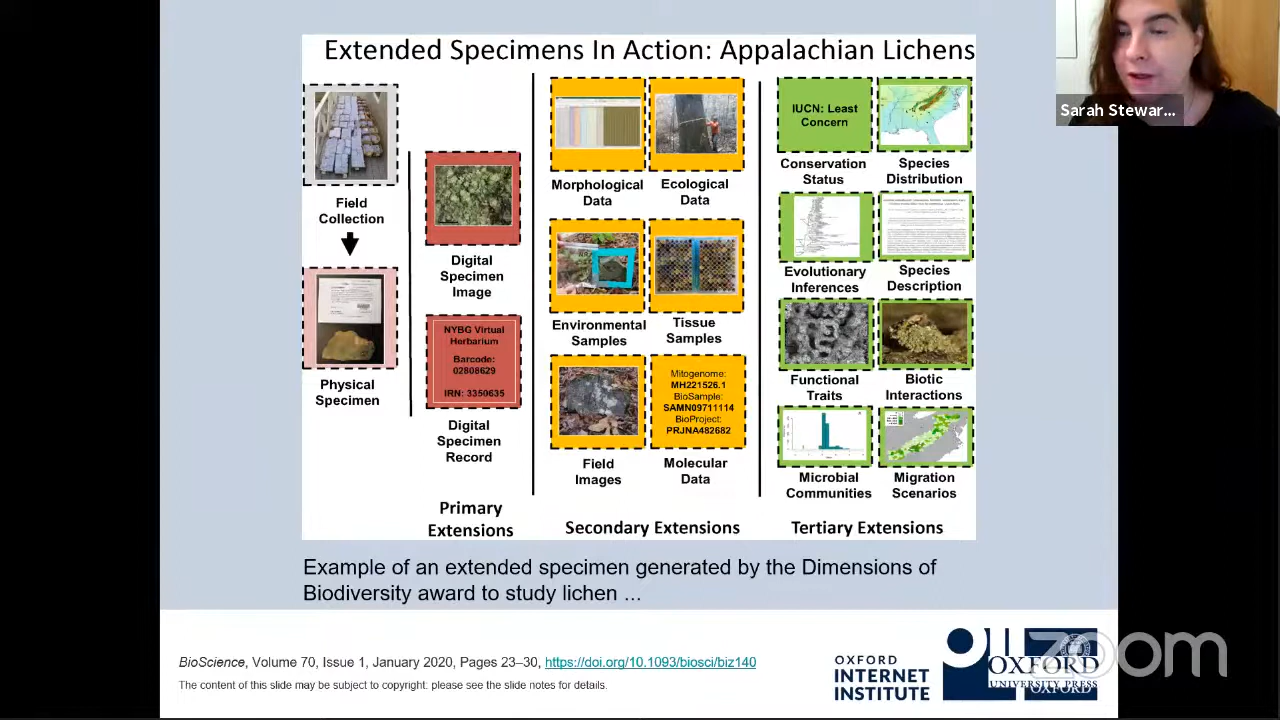 Extended Specimens In Action: Appalachian Lichens
Field
Collection
Physical
Specimen
Digital
Specimen
Image
NYBG Virtual
Herbarium
Barcode:
02808629
IRN: 3350635
Digital
Specimen
Record
Primary
Extensions
Morphological
Data
Ecological
Data
Environmental
Samples
Tissue
Samples
Field
Images
Mitogenome:
MH221526.1
BioSample:
SAMN09711114
BioProject:
PRJNA482682
Molecular
Data
Secondary Extensions
IUCN: Least
Concern
Conservation
Status
Species
Distribution
Evolutionary
Inferences
Species
Description
Functional
Traits
Biotic
Interactions
Microbial
Communities
Migration
Scenarios
Tertiary Extensions
Example of an extended specimen generated by the Dimensions of
Biodiversity award to study lichen ...
BioScience, Volume 70, Issue 1, January 2020, Pages 23–30, https://doi.org/10.1093/biosci/biz140
The content of this slide may be subject to copyright: please see the slide notes for details.
OXFORD
INTERNET
INSTITUTE
OXFORD
UNIVERSITY PRESS
OXFORD
zoom
Sarah Stewar...